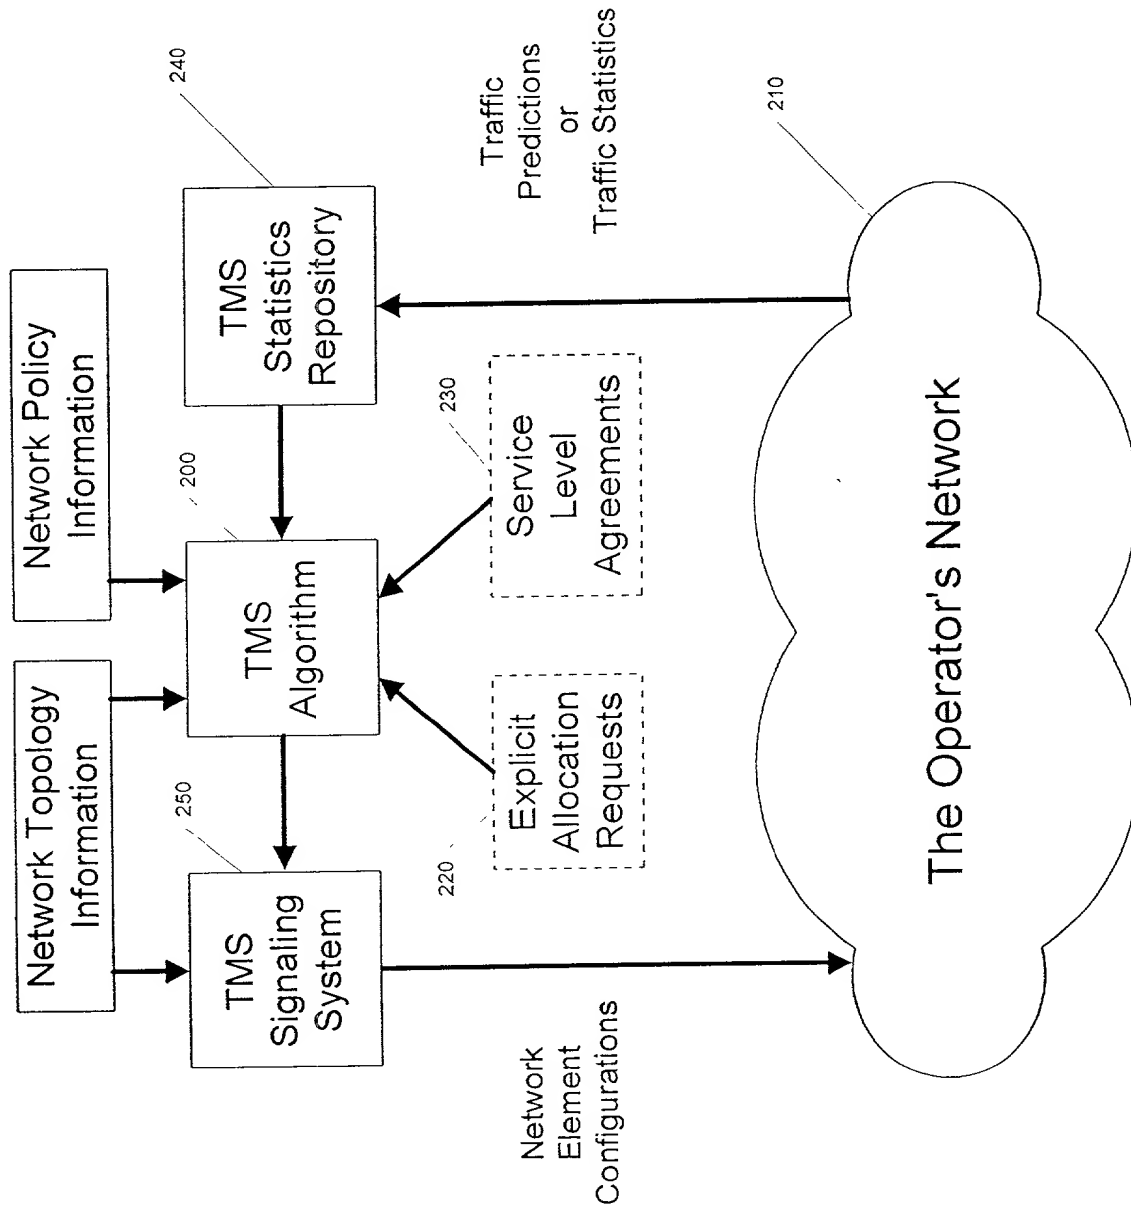 Network Topology
Information
Network Policy
Information
250
200
240
TMS
Signaling
System
TMS
Algorithm
TMS
Statistics
Repository
220
230
Explicit
Allocation
Requests
Service
Level
Agreements
Network
Element
Configurations
Traffic
Predictions
or
Traffic Statistics
210
The Operator's Network